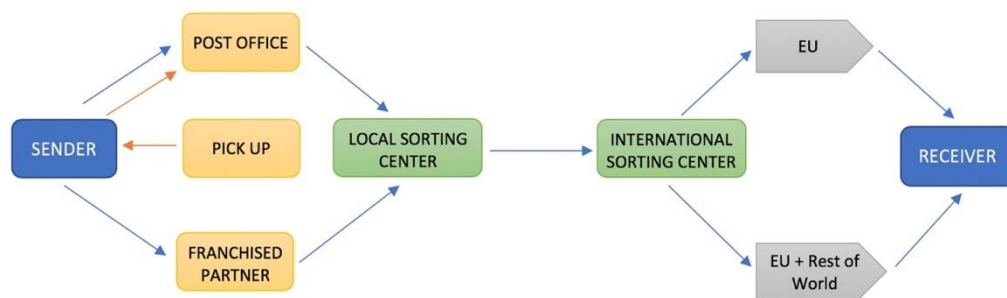 POST OFFICE
EU
SENDER
PICK UP
LOCAL SORTING
CENTER
INTERNATIONAL
SORTING CENTER
RECEIVER
FRANCHISED
PARTNER
EU + Rest of
World